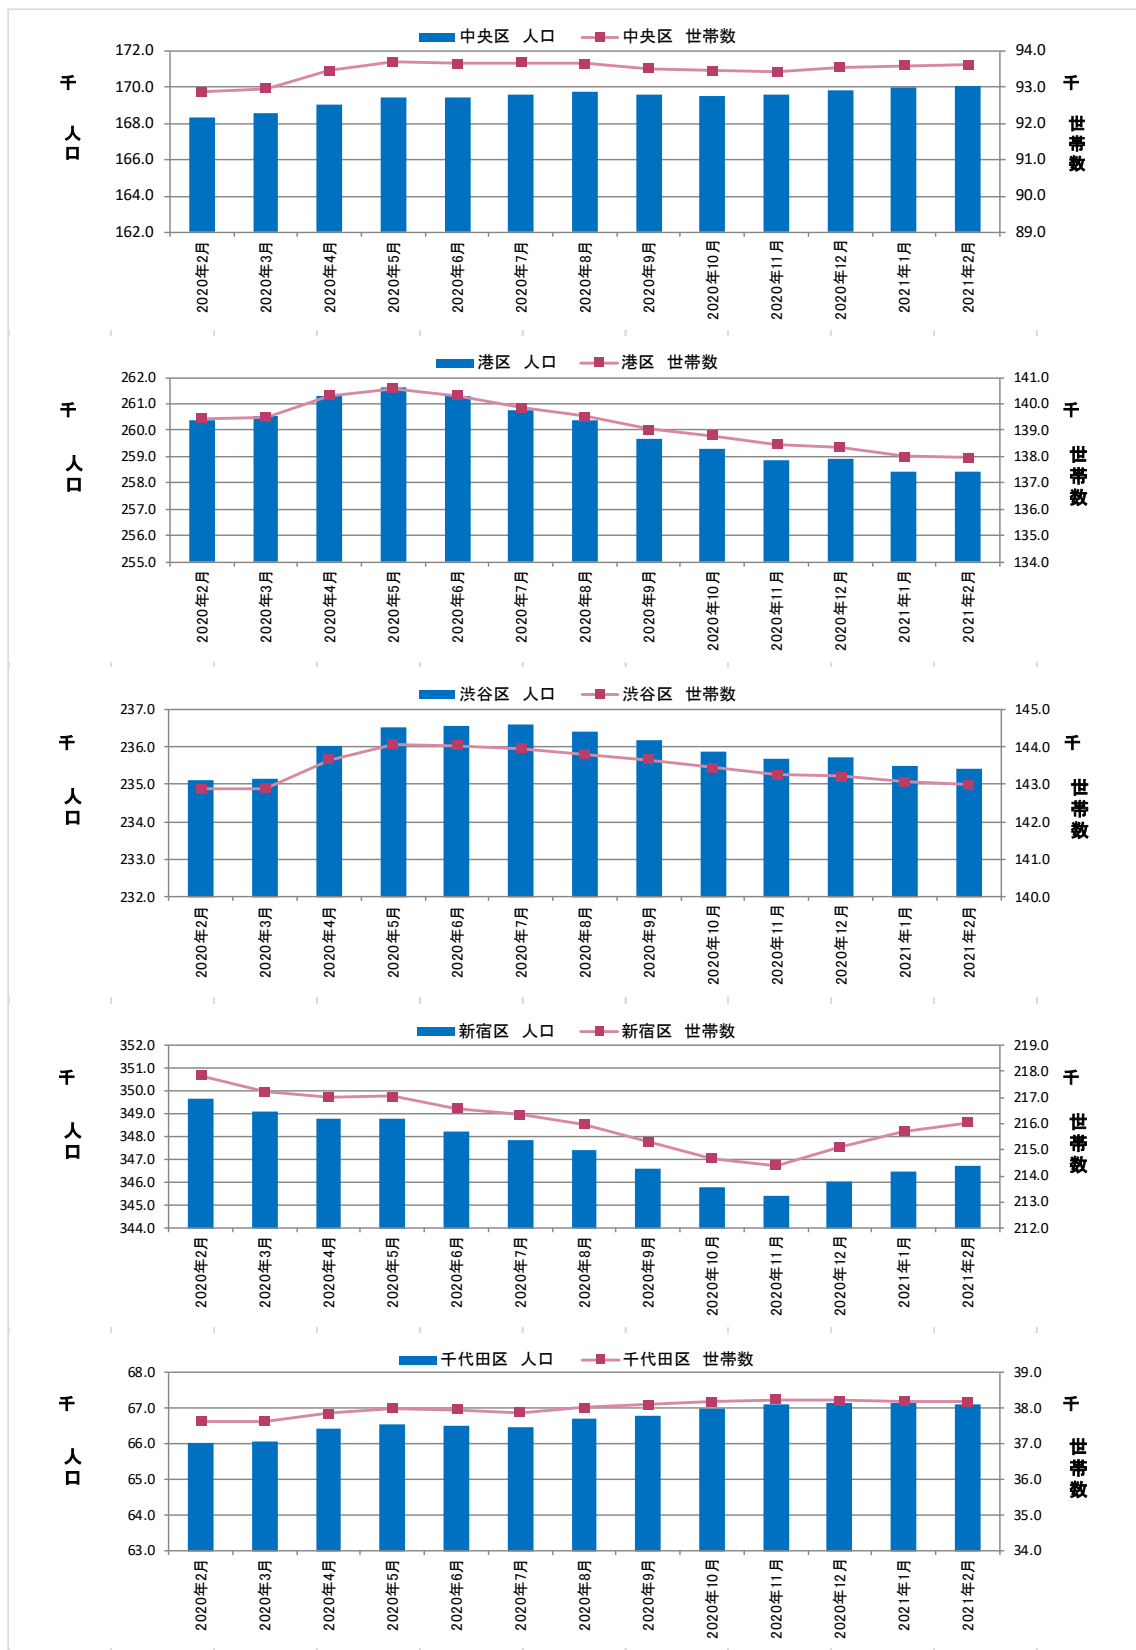 中央区　人口　中央区　世帯数
千
人口
172.0
170.0
168.0
166.0
164.0
162.0
94.0
93.0
92.0
91.0
90.0
89.0
千
世帯数
2020年2月
2020年3月
2020年4月
2020年5月
2020年6月
2020年7月
2020年8月
2020年9月
2020年10月
2020年11月
2020年12月
2021年1月
2021年2月
港区　人口　港区　世帯数
千
人口
262.0
261.0
260.0
259.0
258.0
257.0
256.0
255.0
141.0
140.0
139.0
138.0
137.0
136.0
135.0
134.0
千
世帯数
2020年2月
2020年3月
2020年4月
2020年5月
2020年6月
2020年7月
2020年8月
2020年9月
2020年10月
2020年11月
2020年12月
2021年1月
2021年2月
渋谷区　人口　渋谷区　世帯数
千
人口
237.0
236.0
235.0
234.0
233.0
232.0
145.0
144.0
143.0
142.0
141.0
140.0
千
世帯数
2020年2月
2020年3月
2020年4月
2020年5月
2020年6月
2020年7月
2020年8月
2020年9月
2020年10月
2020年11月
2020年12月
2021年1月
2021年2月
新宿区　人口　新宿区　世帯数
千
人口
352.0
351.0
350.0
349.0
348.0
347.0
346.0
345.0
344.0
219.0
218.0
217.0
216.0
215.0
214.0
213.0
212.0
千
世帯数
2020年2月
2020年3月
2020年4月
2020年5月
2020年6月
2020年7月
2020年8月
2020年9月
2020年10月
2020年11月
2020年12月
2021年1月
2021年2月
千代田区　人口　千代田区　世帯数
千
人口
68.0
67.0
66.0
65.0
64.0
63.0
39.0
38.0
37.0
36.0
35.0
34.0
千
世帯数
2020年2月
2020年3月
2020年4月
2020年5月
2020年6月
2020年7月
2020年8月
2020年9月
2020年10月
2020年11月
2020年12月
2021年1月
2021年2月